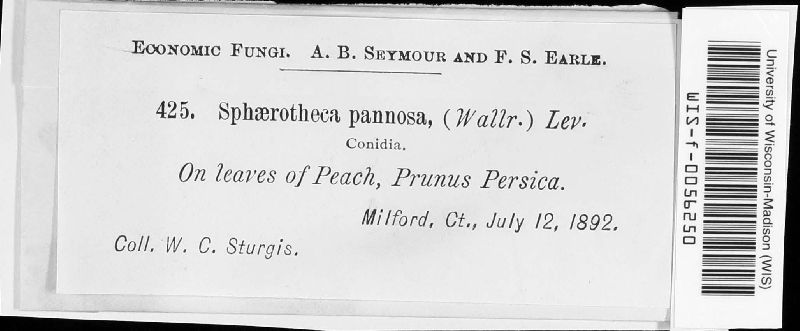 Economic Fungi. A. B. Seymour and F. S. Earle.
425. Sphærotheca pannosa, (Wallr.) Lev.
Conidia.
On leaves of Peach, Prunus Persica.
Milford, Ct., July 12, 1892.
Coll. W. C. Sturgis.
University of Wisconsin-Madison (WIS)
WIS-f-0056250